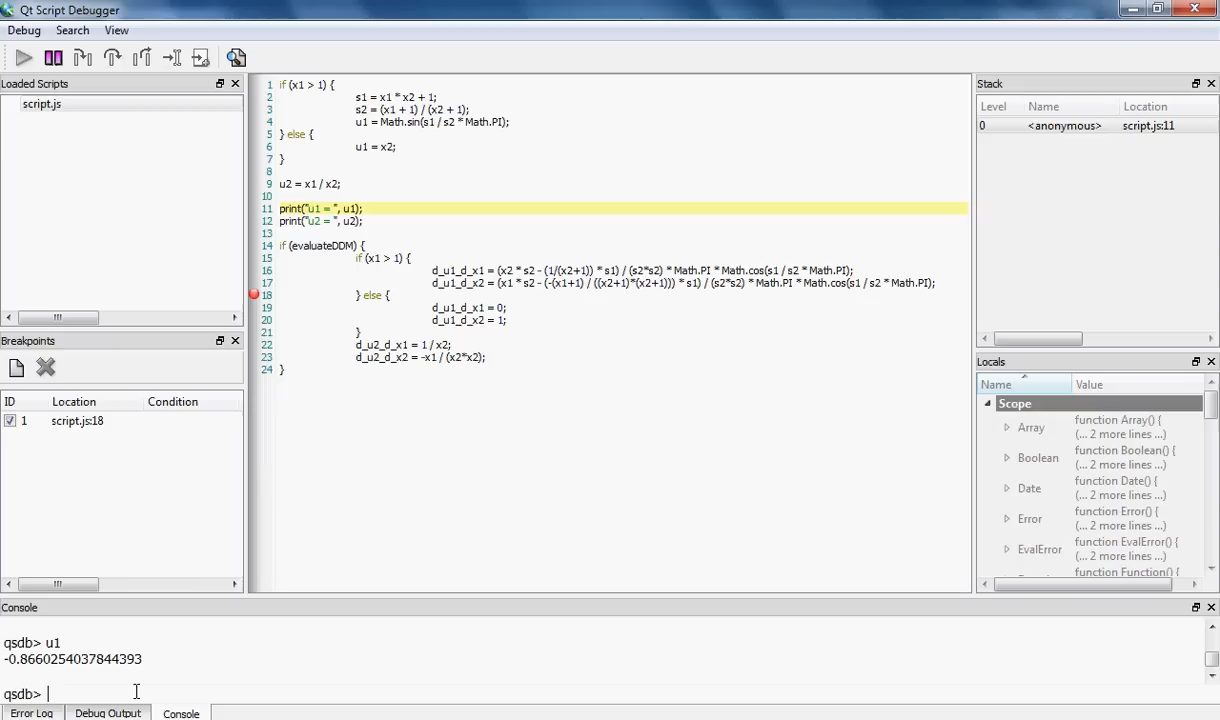 Qt Script Debugger
Debug Search View
Loaded Scripts
script.js
Breakpoints
ID Location Condition
1 script.js:18
1 if (x1 > 1) {
2 s1 = x1 * x2 + 1;
3 s2 = (x1 + 1) / (x2 + 1);
4 u1 = Math.sin(s1 / s2 * Math.PI);
5 } else {
6 u1 = x2;
7 }
8
9 u2 = x1 / x2;
10
11 print("u1 = ", u1);
12 print("u2 = ", u2);
13
14 if (evaluateDDM) {
15 if (x1 > 1) {
16 d_u1_d_x1 = (x2 * s2 - (1/(x2+1)) * s1) / (s2*s2) * Math.PI * Math.cos(s1 / s2 * Math.PI);
17 d_u1_d_x2 = (x1 * s2 - (-(x1+1) / ((x2+1)*(x2+1))) * s1) / (s2*s2) * Math.PI * Math.cos(s1 / s2 * Math.PI);
18 } else {
19 d_u1_d_x1 = 0;
20 d_u1_d_x2 = 1;
21 }
22 d_u2_d_x1 = 1 / x2;
23 d_u2_d_x2 = -x1 / (x2*x2);
24 }
Stack
Level Name Location
0 <anonymous> script.js:11
Locals
Name Value
Scope
Array function Array() {
(... 2 more lines ...)
Boolean function Boolean() {
(... 2 more lines ...)
Date function Date() {
(... 2 more lines ...)
Error function Error() {
(... 2 more lines ...)
EvalError function EvalError() {
(... 2 more lines ...)
function Function() {
Console
qsdb> u1
-0.8660254037844393
qsdb>
Error Log Debug Output Console